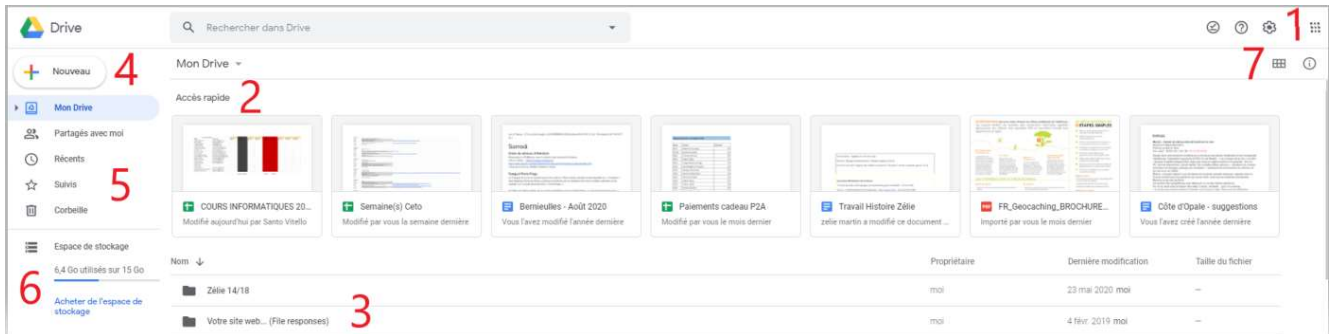 Drive
Rechercher dans Drive
1
Nouveau
4
Mon Drive
7
Accès rapide
2
Mon Drive
Partagés avec moi
Récents
Suivis
5
Corbeille
COURS INFORMATIQUES 20...
Modifié aujourd'hui par Santo Vitello
Semaine(s) Ceto
Modifié par vous la semaine dernière
Bernieulles - Août 2020
Vous l'avez modifié l'année dernière
Paiements cadeau P2A
Modifié par vous le mois dernier
Travail Histoire Zélie
zelie martin a modifié ce document ...
PDF
FR_Geocaching_BROCHURE...
Importé par vous le mois dernier
Côte d'Opale - suggestions
Vous l'avez créé l'année dernière
Espace de stockage
6,4 Go utilisés sur 15 Go
6
Acheter de l'espace de
stockage
Nom
Propriétaire
Dernière modification
Taille du fichier
Zélie 14/18
moi
23 mai 2020 moi
–
Votre site web... (File responses)
3
moi
4 févr. 2019 moi
–